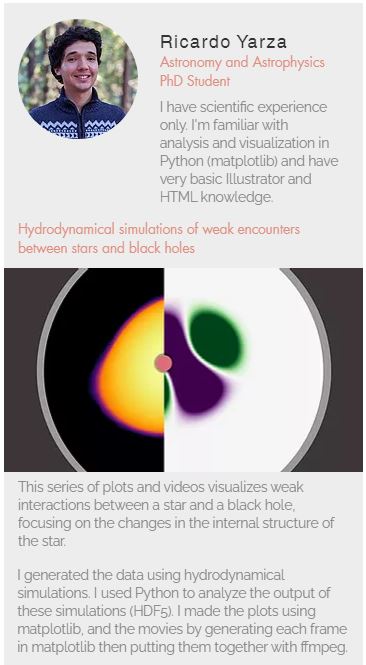 Ricardo Yarza
Astronomy and Astrophysics
PhD Student
I have scientific experience
only. I'm familiar with
analysis and visualization in
Python (matplotlib) and have
very basic Illustrator and
HTML knowledge.
Hydrodynamical simulations of weak encounters
between stars and black holes
This series of plots and videos visualizes weak
interactions between a star and a black hole,
focusing on the changes in the internal structure of
the star.
I generated the data using hydrodynamical
simulations. I used Python to analyze the output of
these simulations (HDF5). I made the plots using
matplotlib, and the movies by generating each frame
in matplotlib then putting them together with ffmpeg.